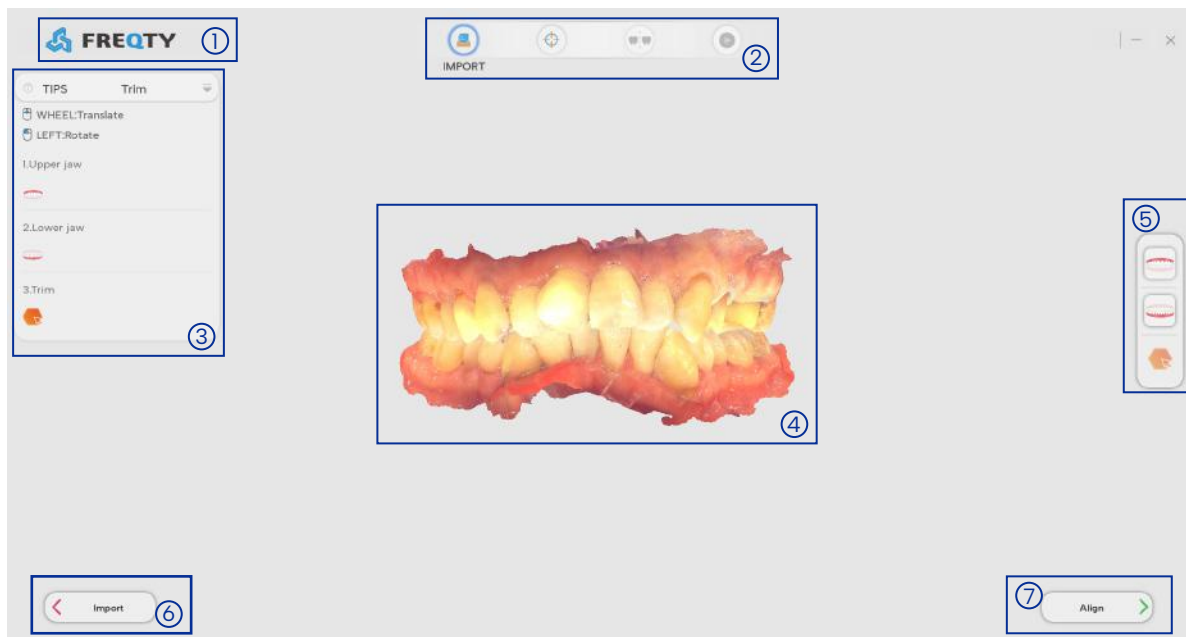 FREQTY ①
IMPORT
②
TIPS Trim
WHEEL:Translate
LEFT:Rotate
1.Upper jaw
2.Lower jaw
3.Trim
③
④
⑤
Import ⑥
⑦ Align